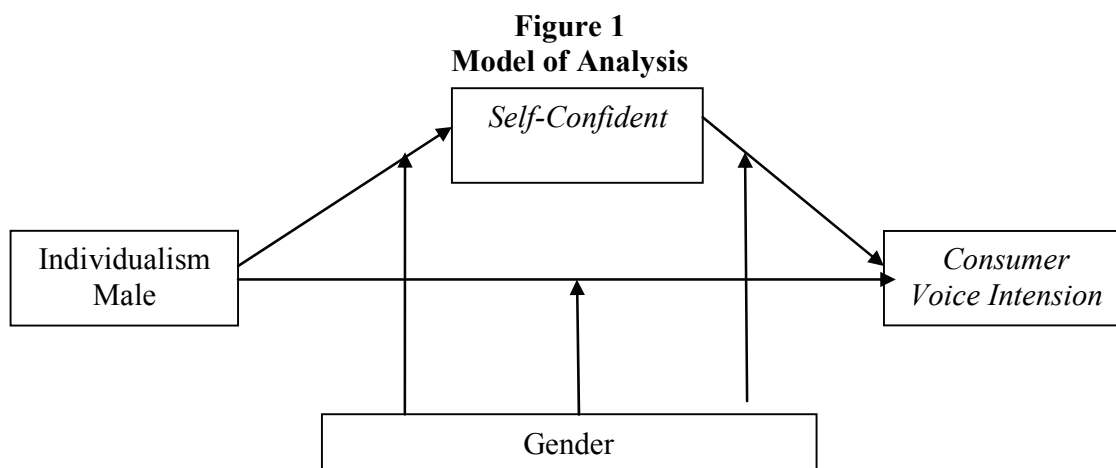 Figure 1
Model of Analysis
Self-Confident
Individualism
Male
Consumer
Voice Intension
Gender